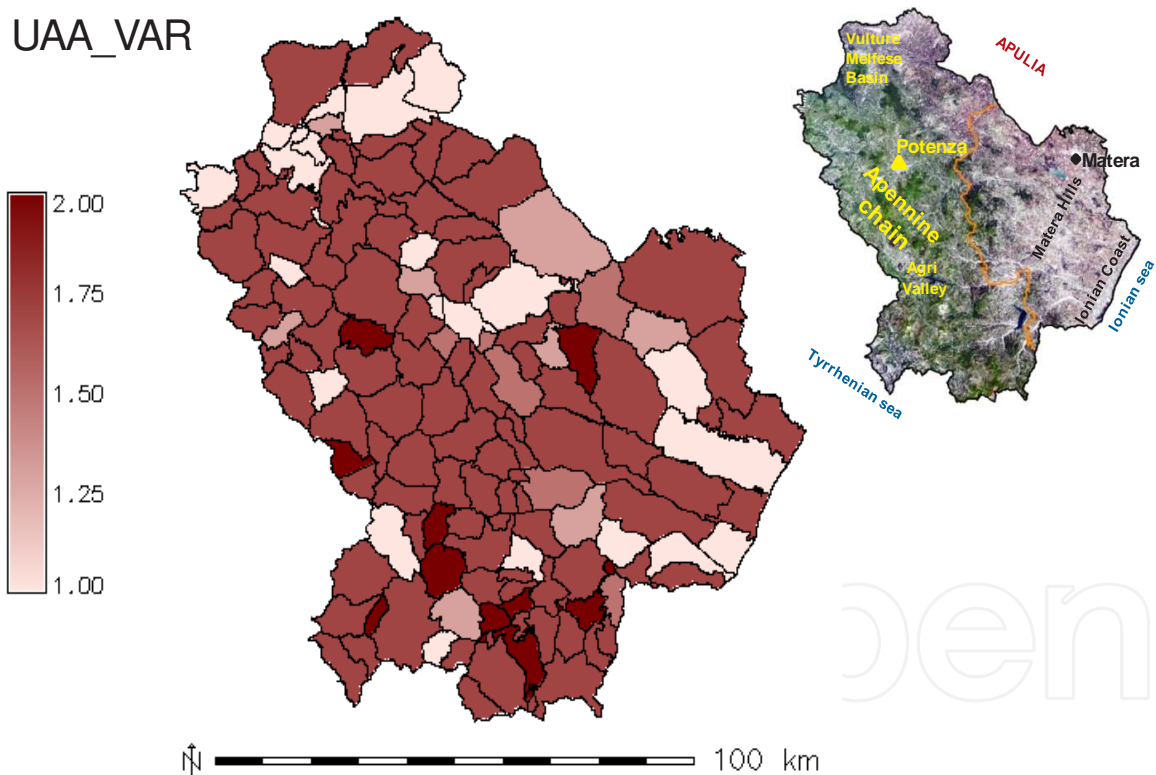 UAA_VAR
2.00
1.75
1.50
1.25
1.00
N
100 km
Vulture
Melfese
Basin
APULIA
Potenza
Matera
Apennine
chain
Matera Hills
Agri
Valley
Ionian Coast
Ionian sea
Tyrrhenian sea
pen